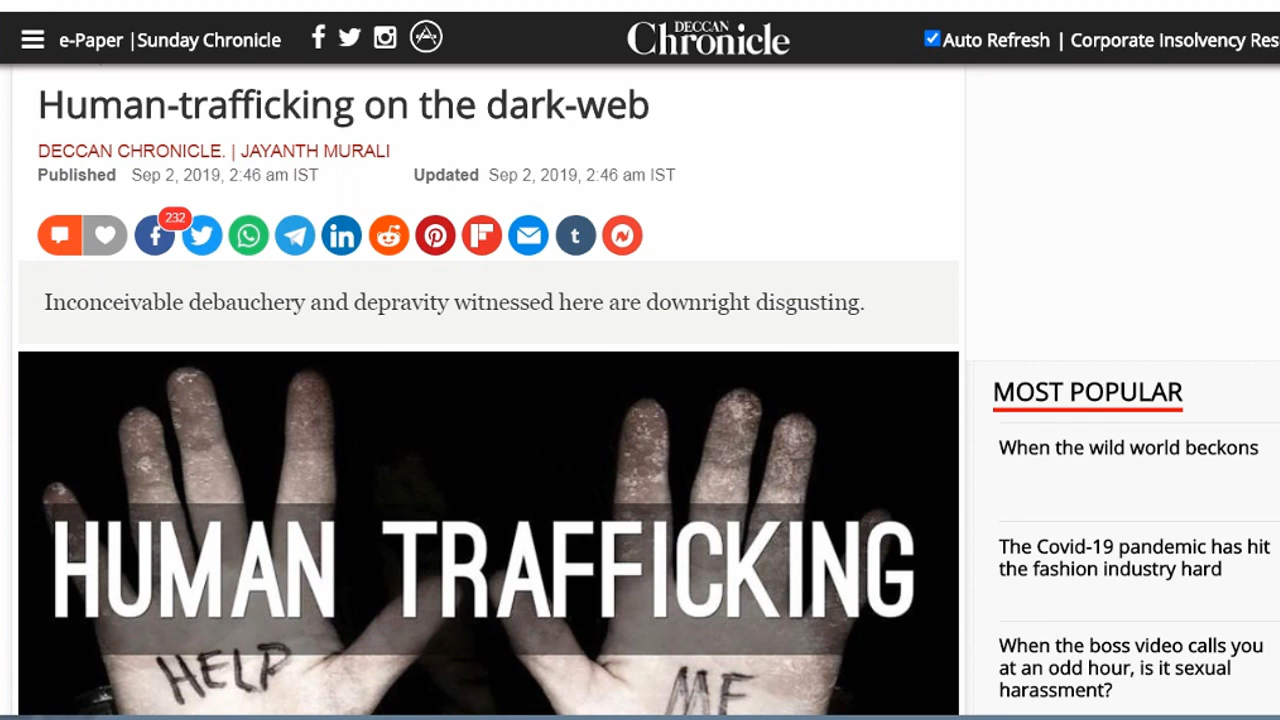 e-Paper | Sunday Chronicle
DECCAN
Chronicle
Auto Refresh | Corporate Insolvency Res
Human-trafficking on the dark-web
DECCAN CHRONICLE. | JAYANTH MURALI
Published Sep 2, 2019, 2:46 am IST
Updated Sep 2, 2019, 2:46 am IST
232
Inconceivable debauchery and depravity witnessed here are downright disgusting.
HUMAN TRAFFICKING
HELP
ME
MOST POPULAR
When the wild world beckons
The Covid-19 pandemic has hit
the fashion industry hard
When the boss video calls you
at an odd hour, is it sexual
harassment?